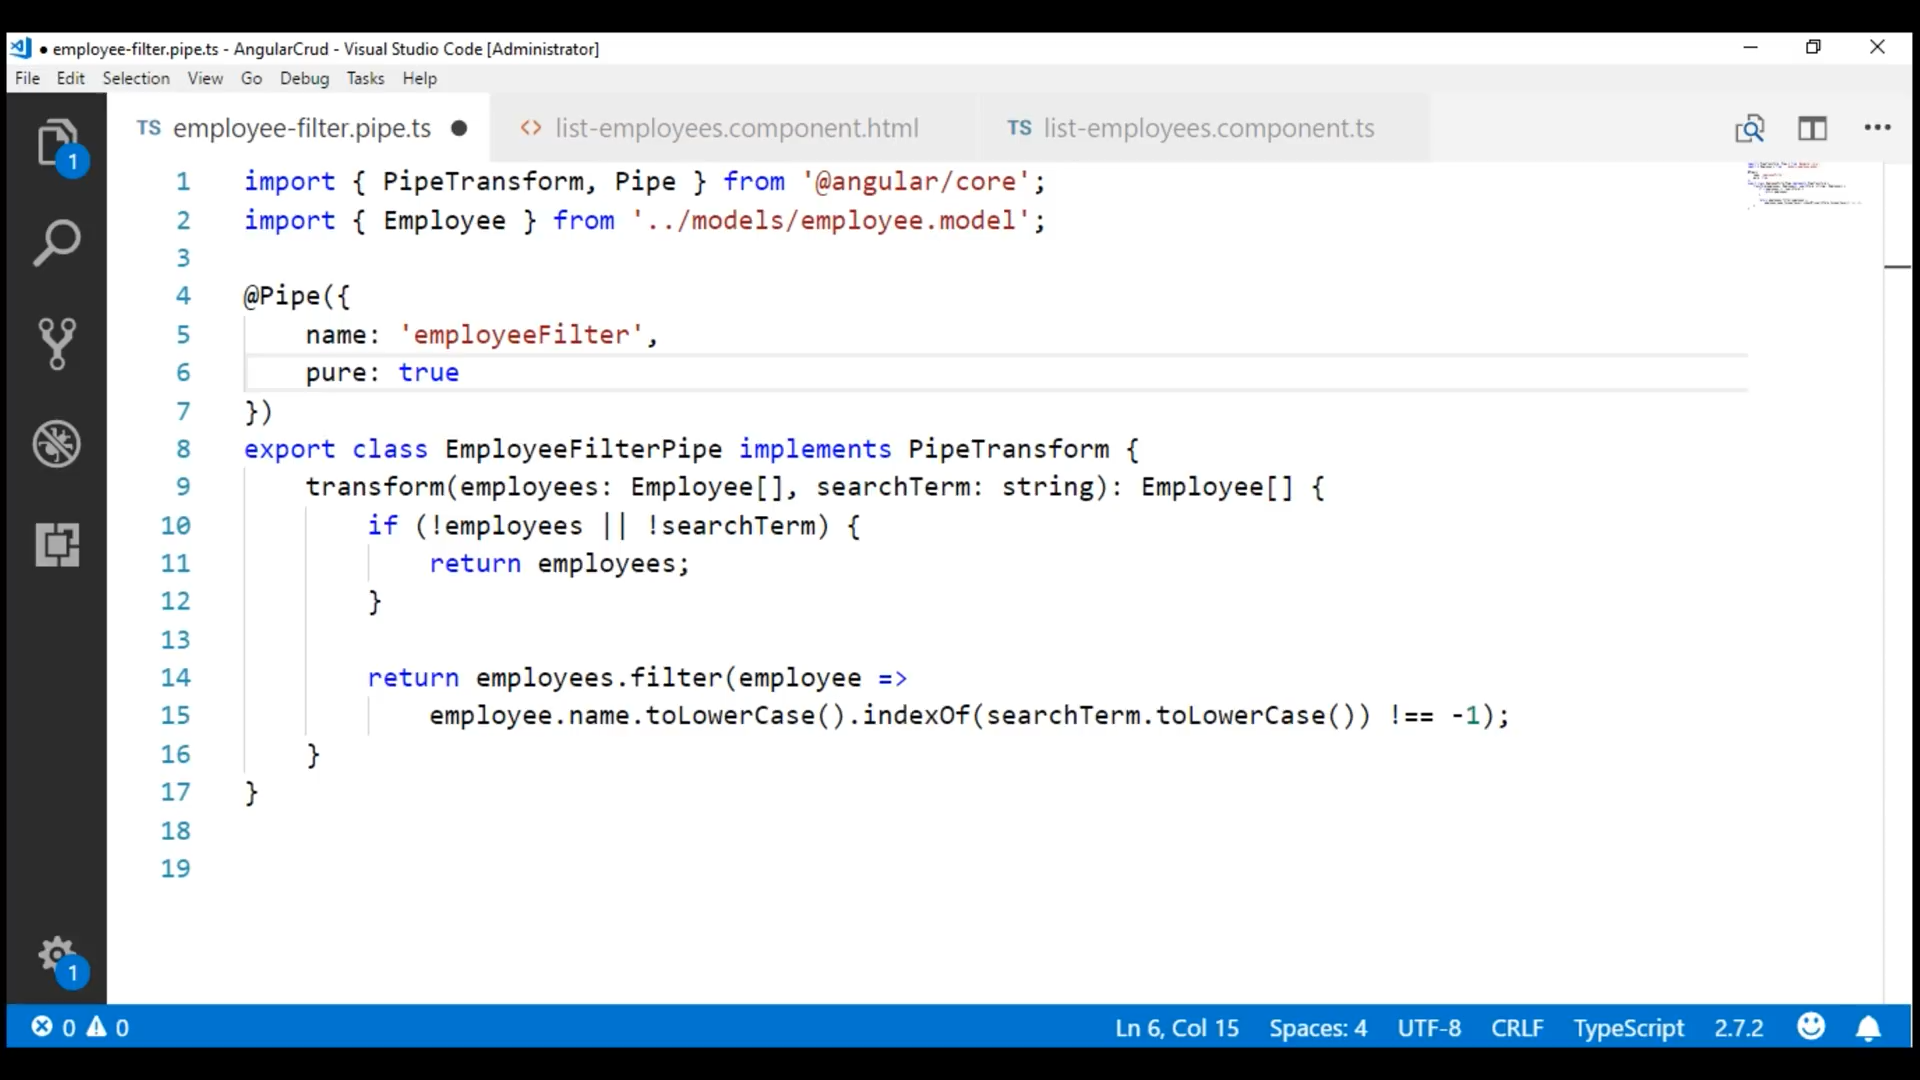 ● employee-filter.pipe.ts - AngularCrud - Visual Studio Code [Administrator]
File Edit Selection View Go Debug Tasks Help
TS employee-filter.pipe.ts ● <> list-employees.component.html TS list-employees.component.ts
1 import { PipeTransform, Pipe } from '@angular/core';
2 import { Employee } from '../models/employee.model';
3
4 @Pipe({
5     name: 'employeeFilter',
6     pure: true
7 })
8 export class EmployeeFilterPipe implements PipeTransform {
9     transform(employees: Employee[], searchTerm: string): Employee[] {
10         if (!employees || !searchTerm) {
11             return employees;
12         }
13
14         return employees.filter(employee =>
15             employee.name.toLowerCase().indexOf(searchTerm.toLowerCase()) !== -1);
16     }
17 }
18
19
1
1
0 0 Ln 6, Col 15 Spaces: 4 UTF-8 CRLF TypeScript 2.7.2